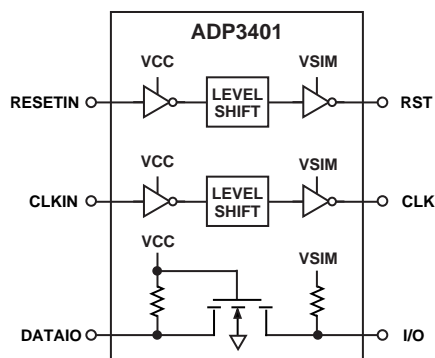 ADP3401
VCC VSIM
RESETIN LEVEL SHIFT RST
VCC VSIM
CLKIN LEVEL SHIFT CLK
VCC VSIM
DATAIO I/O